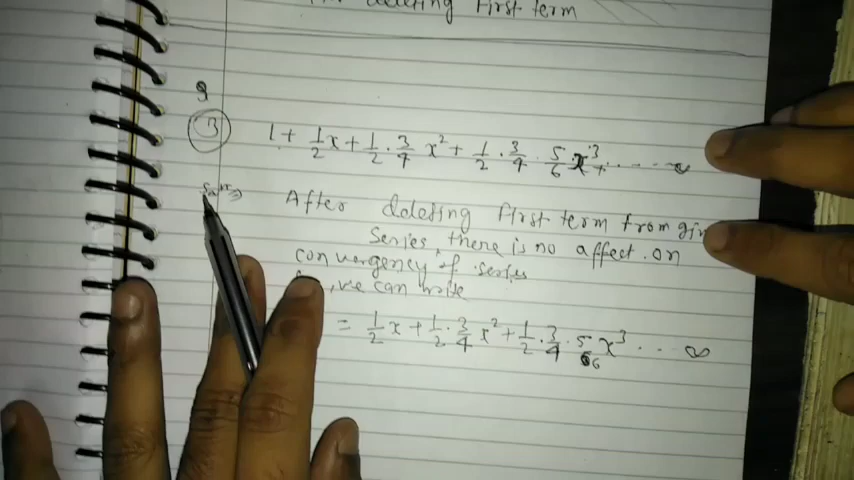 deleting First term
Q
3
1 + 1/2 x + 1/2 · 3/4 x² + 1/2 · 3/4 · 5/6 · x³ + ..... ∞
After deleting First term from giv
series, there is no affect on
convergency of series
, we can write
= 1/2 x + 1/2 · 3/4 x² + 1/2 · 3/4 · 5/6 x³ ... ∞